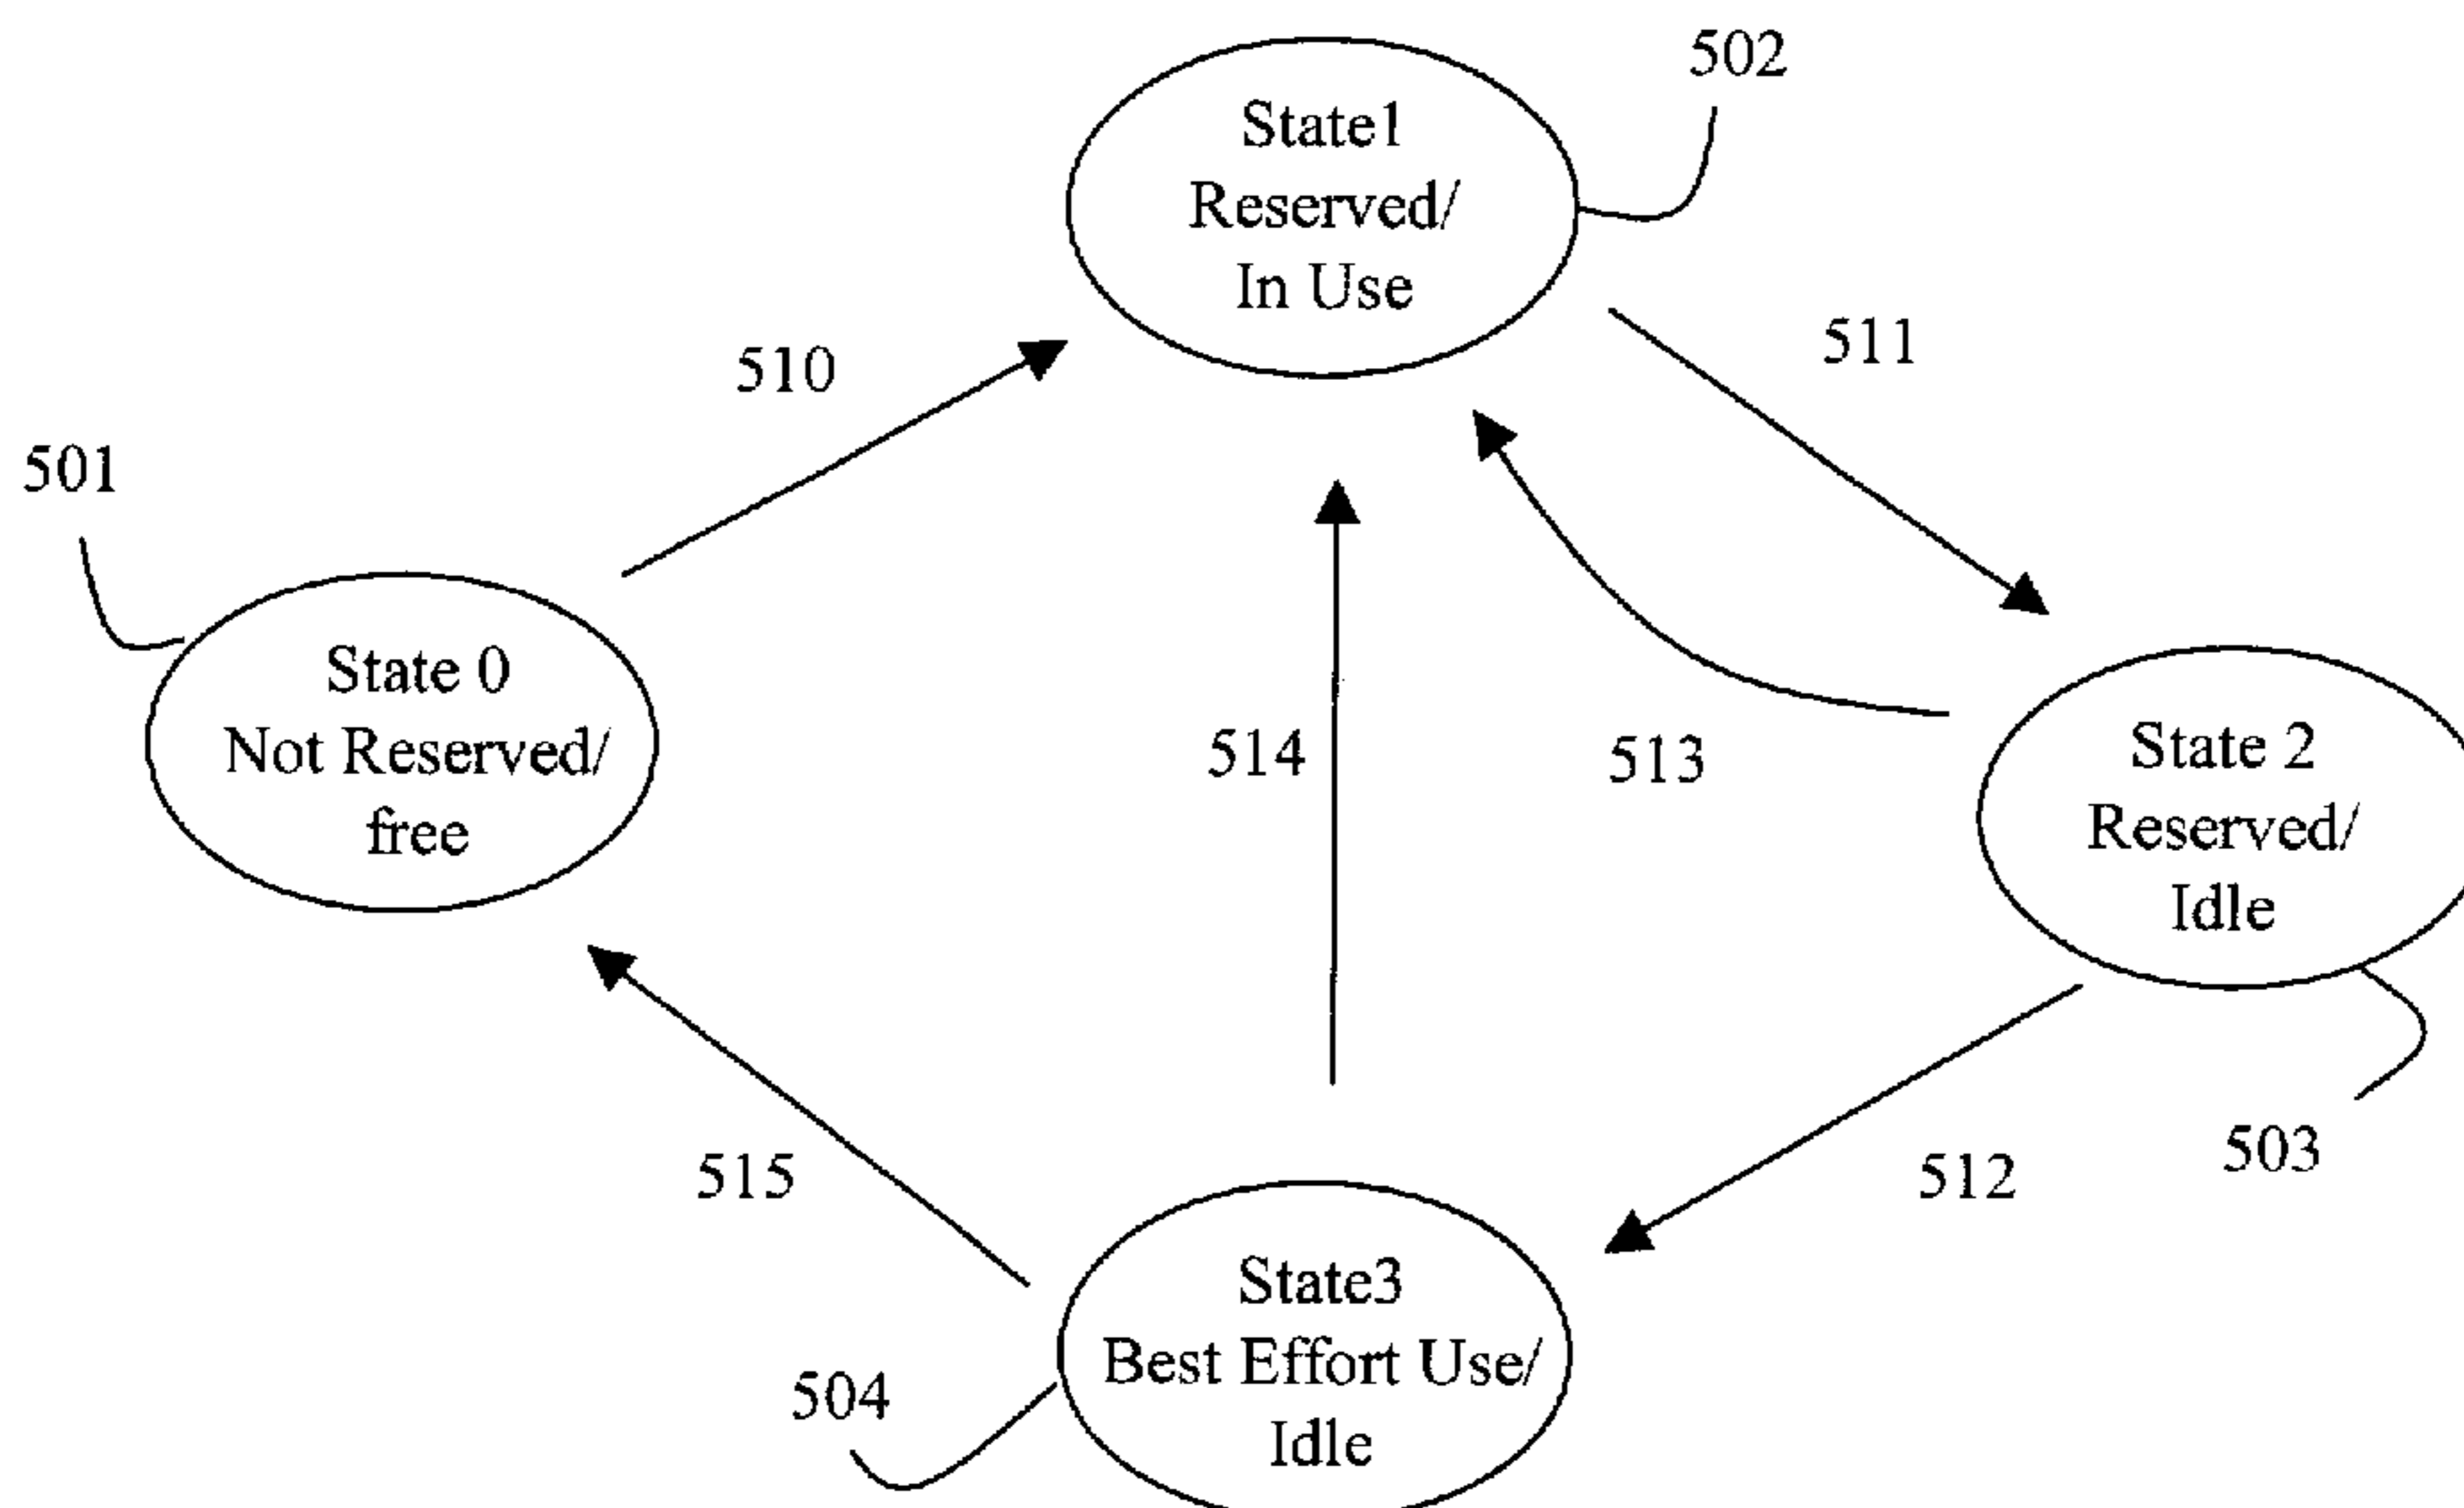 502
State1
Reserved/
In Use
511
510
501
State 0
Not Reserved/
free
514
513
State 2
Reserved/
Idle
515
512
503
State3
Best Effort Use/
Idle
504